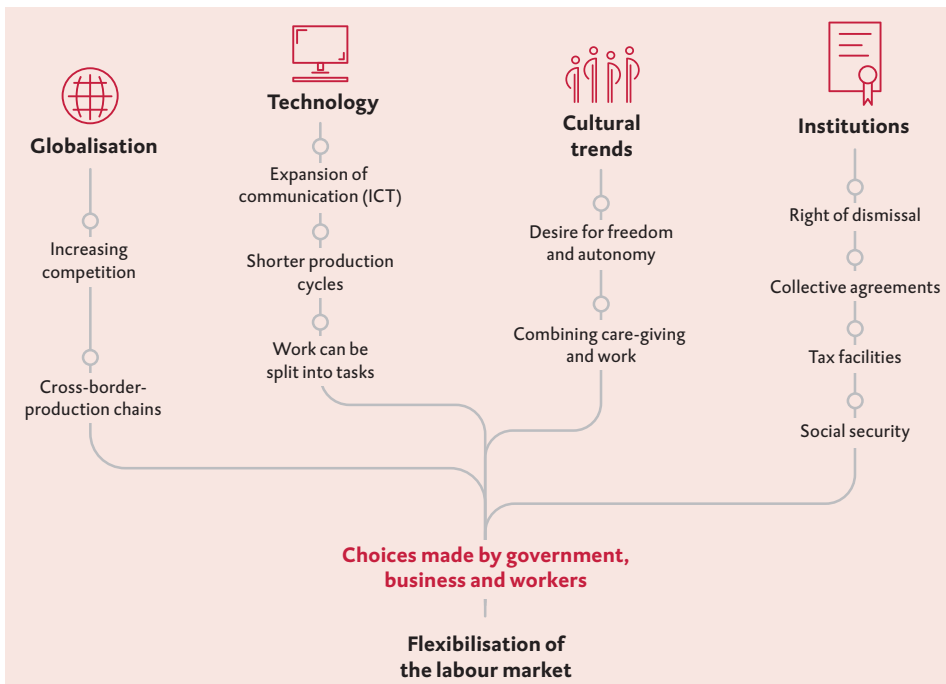 Globalisation
Increasing
competition
Cross-border-
production chains
Technology
Expansion of
communication (ICT)
Shorter production
cycles
Work can be
split into tasks
Cultural
trends
Desire for freedom
and autonomy
Combining care-giving
and work
Institutions
Right of dismissal
Collective agreements
Tax facilities
Social security
Choices made by government,
business and workers
Flexibilisation of
the labour market